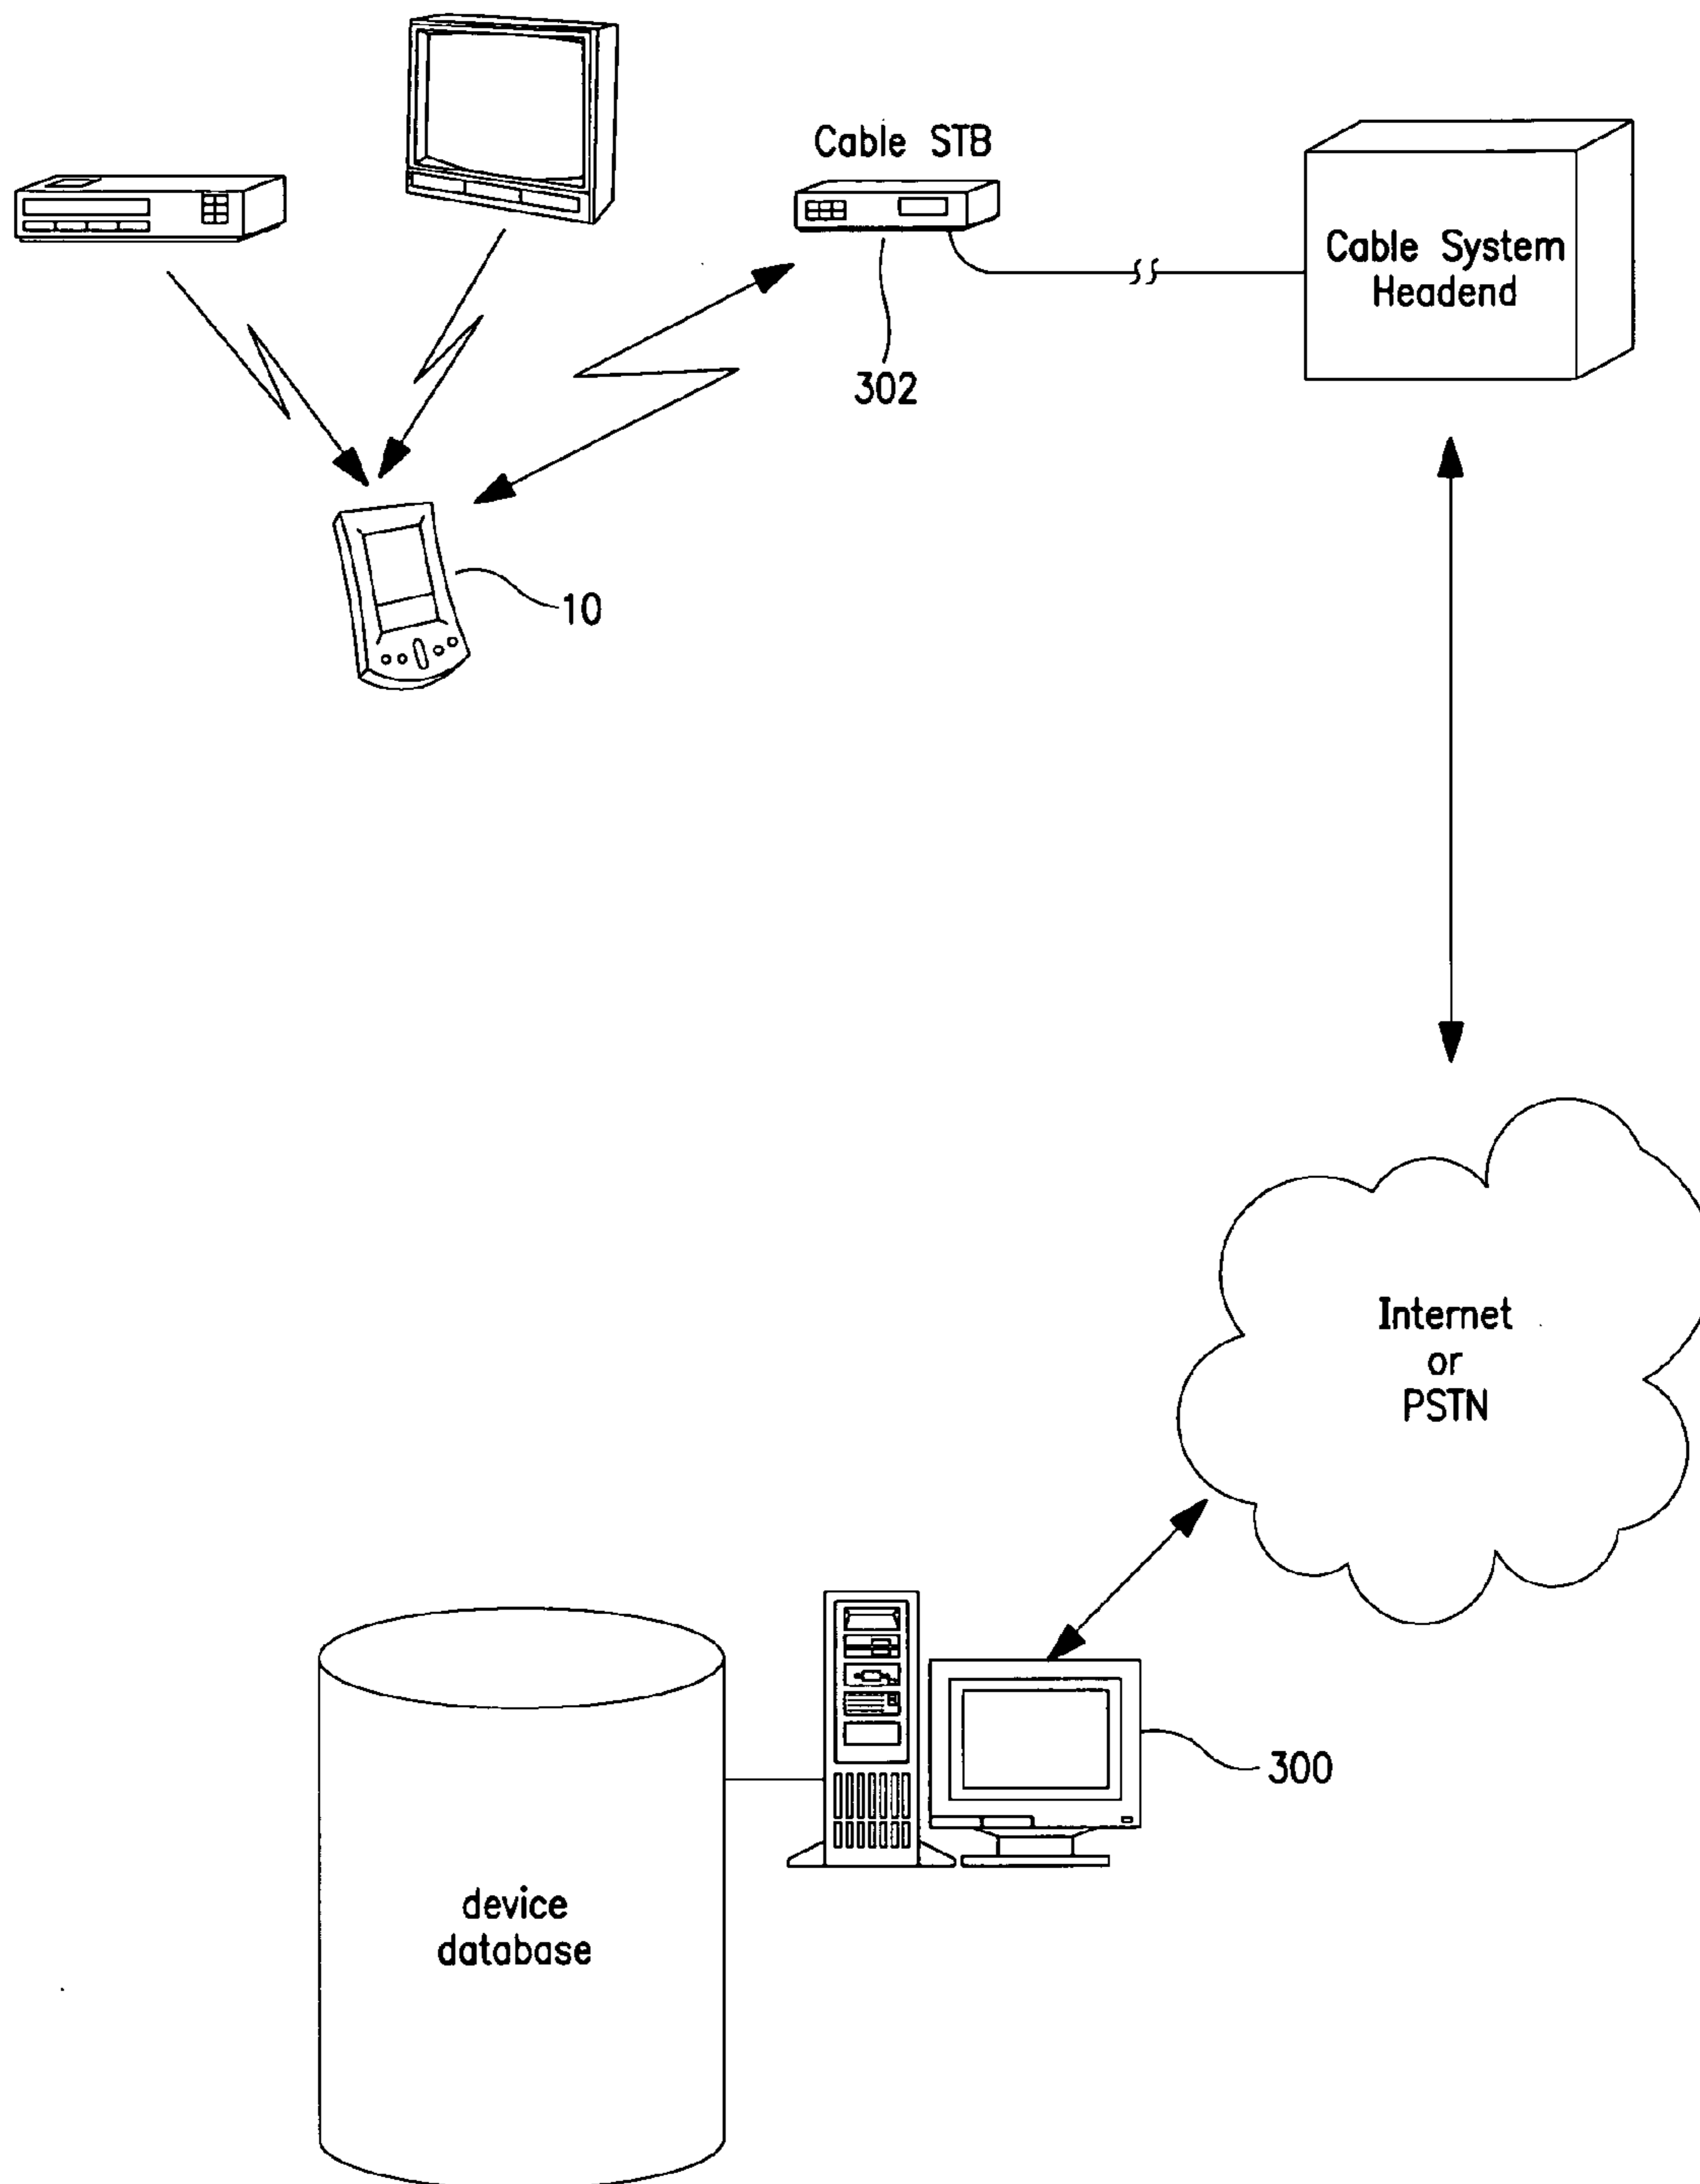 Cable STB
Cable System
Headend
302
10
Internet
or
PSTN
300
device
database